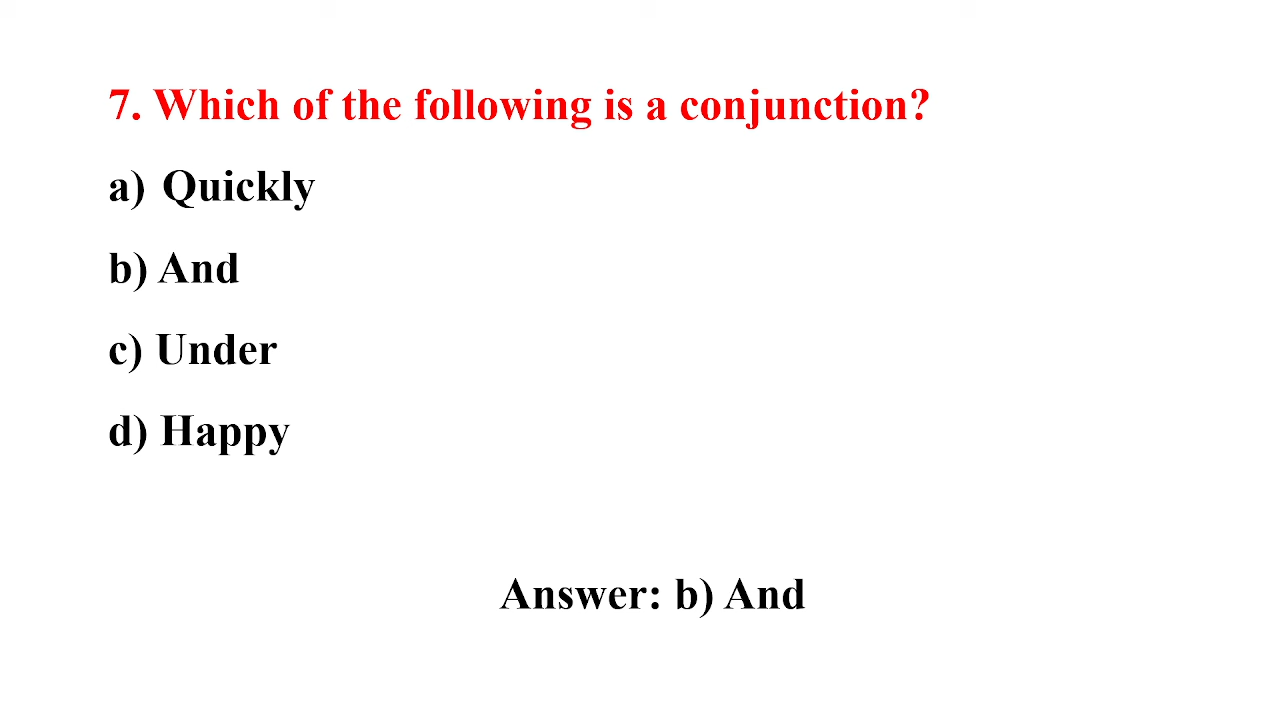 7. Which of the following is a conjunction?
a) Quickly
b) And
c) Under
d) Happy
Answer: b) And